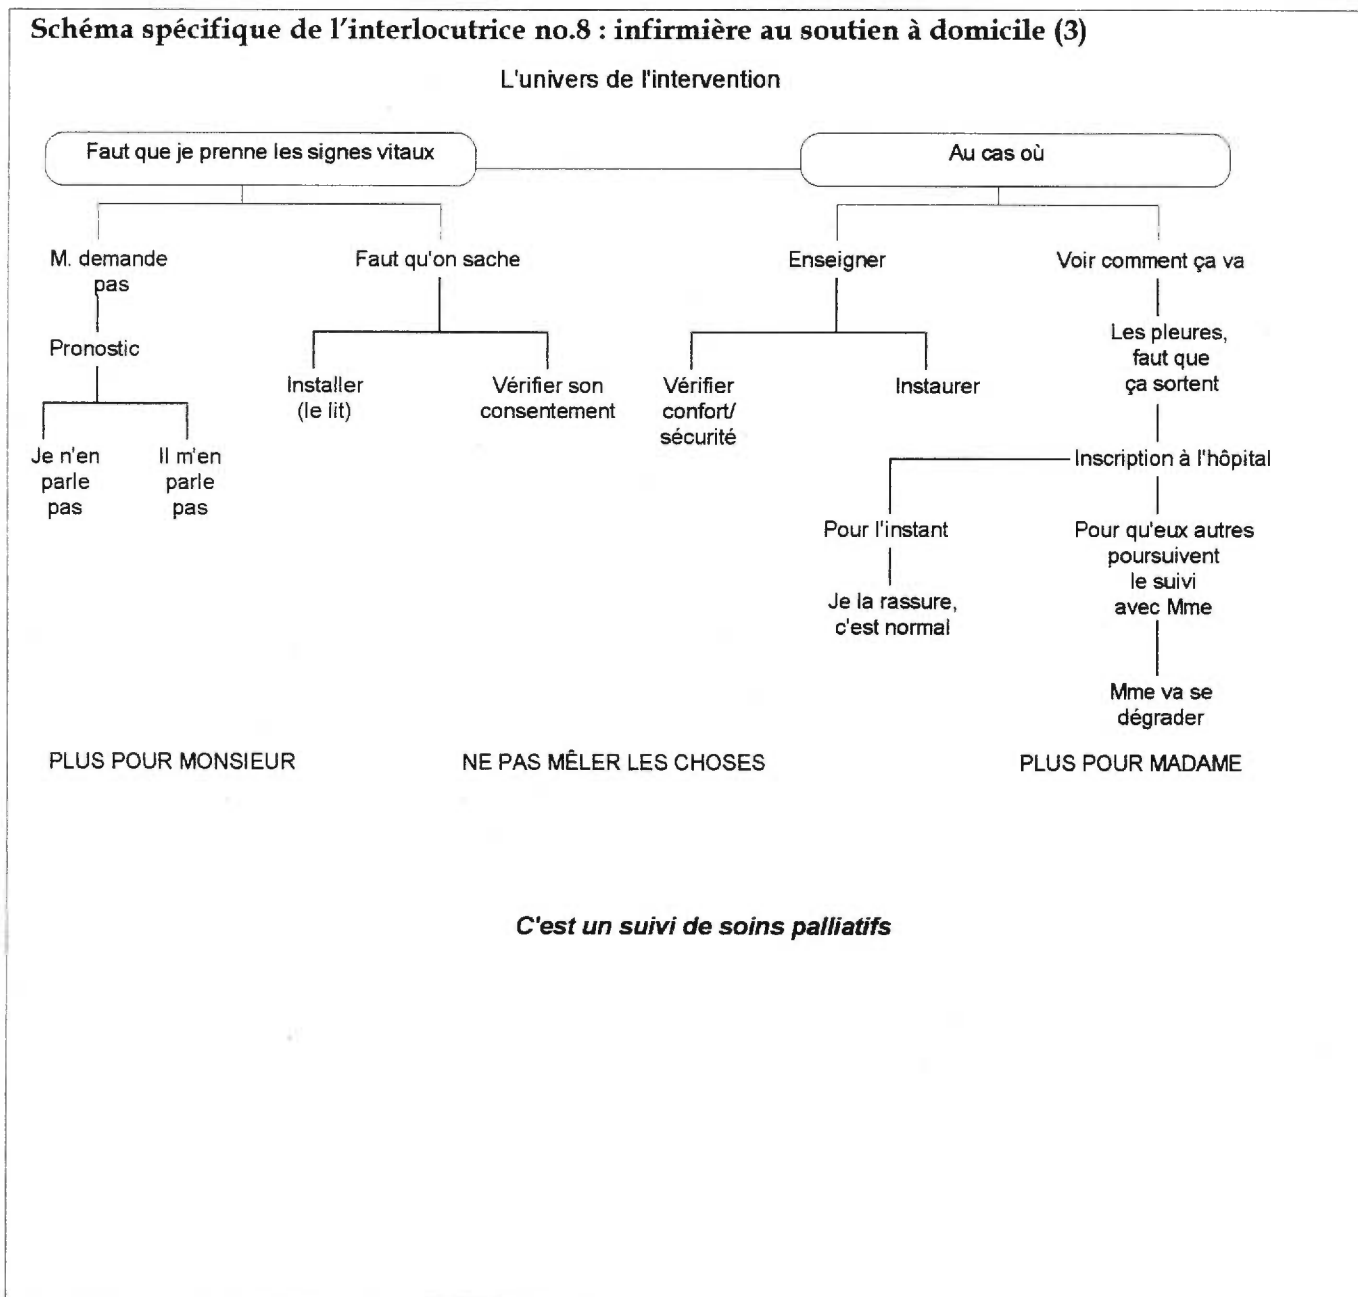 Schéma spécifique de l'interlocutrice no.8 : infirmière au soutien à domicile (3)
L'univers de l'intervention
Faut que je prenne les signes vitaux
Au cas où
M. demande
pas
Faut qu'on sache
Enseigner
Voir comment ça va
Pronostic
Les pleures,
faut que
ça sortent
Installer
(le lit)
Vérifier son
consentement
Vérifier
confort/
sécurité
Instaurer
Je n'en
parle
pas
Il m'en
parle
pas
Inscription à l'hôpital
Pour l'instant
Pour qu'eux autres
poursuivent
le suivi
avec Mme
Je la rassure,
c'est normal
Mme va se
dégrader
PLUS POUR MONSIEUR
NE PAS MÊLER LES CHOSES
PLUS POUR MADAME
C'est un suivi de soins palliatifs